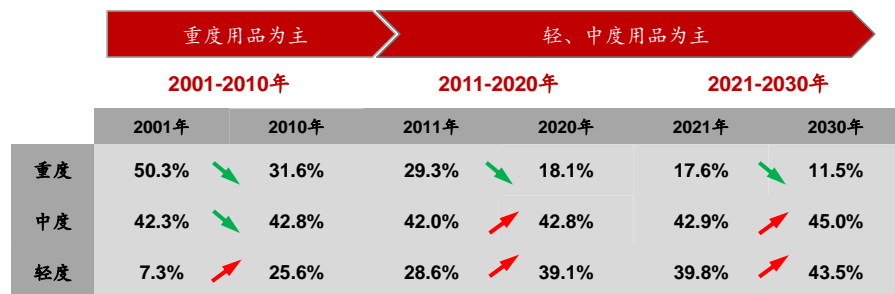 重度用品为主 轻、中度用品为主
2001-2010年 2011-2020年 2021-2030年
2001年 2010年 2011年 2020年 2021年 2030年
重度 50.3% 31.6% 29.3% 18.1% 17.6% 11.5%
中度 42.3% 42.8% 42.0% 42.8% 42.9% 45.0%
轻度 7.3% 25.6% 28.6% 39.1% 39.8% 43.5%